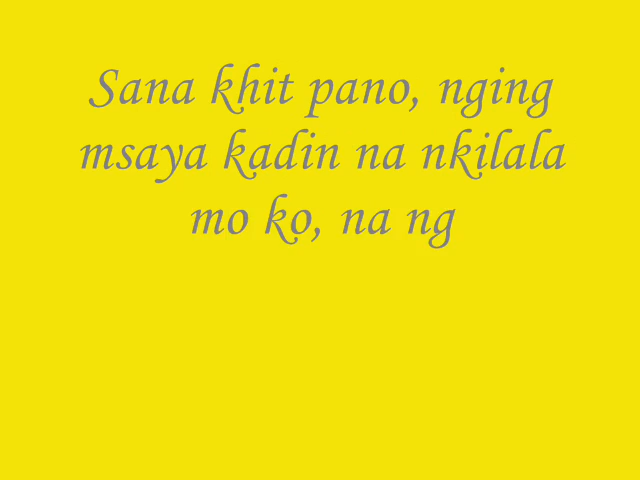 Sana khit pano, nging
msaya kadin na nkilala
mo ko, na ng